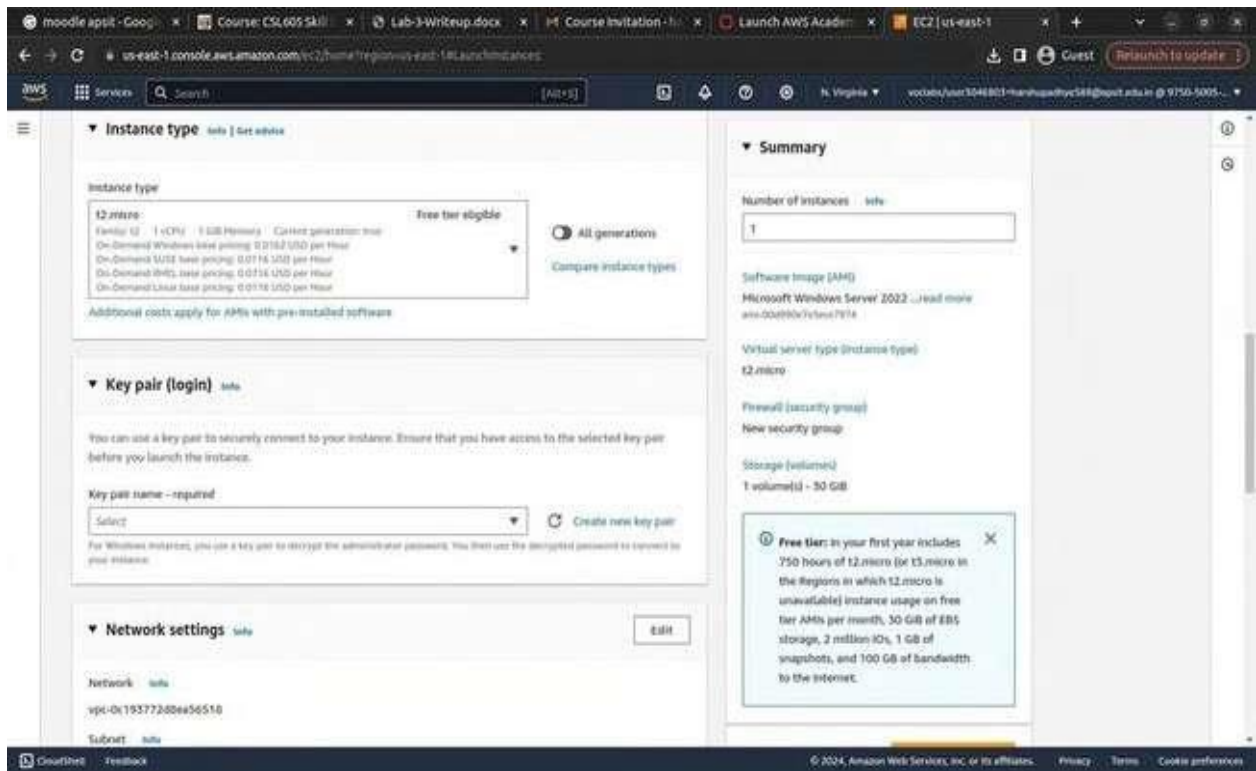 moodle apsit - Goog
Course: CSL605 Skill
Lab-3-Writeup.docx
Course Invitation - h
Launch AWS Academ
EC2 | us-east-1
us-east-1.console.aws.amazon.com/ec2/home?region=us-east-1#LaunchInstances:
Guest
Relaunch to update
aws
Services
Search
[Alt+S]
N. Virginia
Instance type Info | Get advice
Instance type
t2.micro
Free tier eligible
Family: t2 1 vCPU 1 GiB Memory Current generation: true
On-Demand Windows base pricing: 0.0162 USD per Hour
On-Demand SUSE base pricing: 0.0116 USD per Hour
On-Demand RHEL base pricing: 0.0716 USD per Hour
On-Demand Linux base pricing: 0.0116 USD per Hour
All generations
Compare instance types
Additional costs apply for AMIs with pre-installed software
Key pair (login) Info
You can use a key pair to securely connect to your instance. Ensure that you have access to the selected key pair
before you launch the instance.
Key pair name - required
Select
Create new key pair
For Windows instances, you use a key pair to decrypt the administrator password. You then use the decrypted password to connect to
your instance.
Network settings Info
Edit
Network Info
vpc-0c193772d8ea56510
Subnet Info
Summary
Number of instances Info
1
Software Image (AMI)
Microsoft Windows Server 2022 ...read more
Virtual server type (instance type)
t2.micro
Firewall (security group)
New security group
Storage (volumes)
1 volume(s) - 30 GiB
Free tier: In your first year includes
750 hours of t2.micro (or t3.micro in
the Regions in which t2.micro is
unavailable) instance usage on free
tier AMIs per month, 30 GiB of EBS
storage, 2 million IOs, 1 GB of
snapshots, and 100 GB of bandwidth
to the internet.
CloudShell
Feedback
© 2024, Amazon Web Services, Inc. or its affiliates.
Privacy
Terms
Cookie preferences